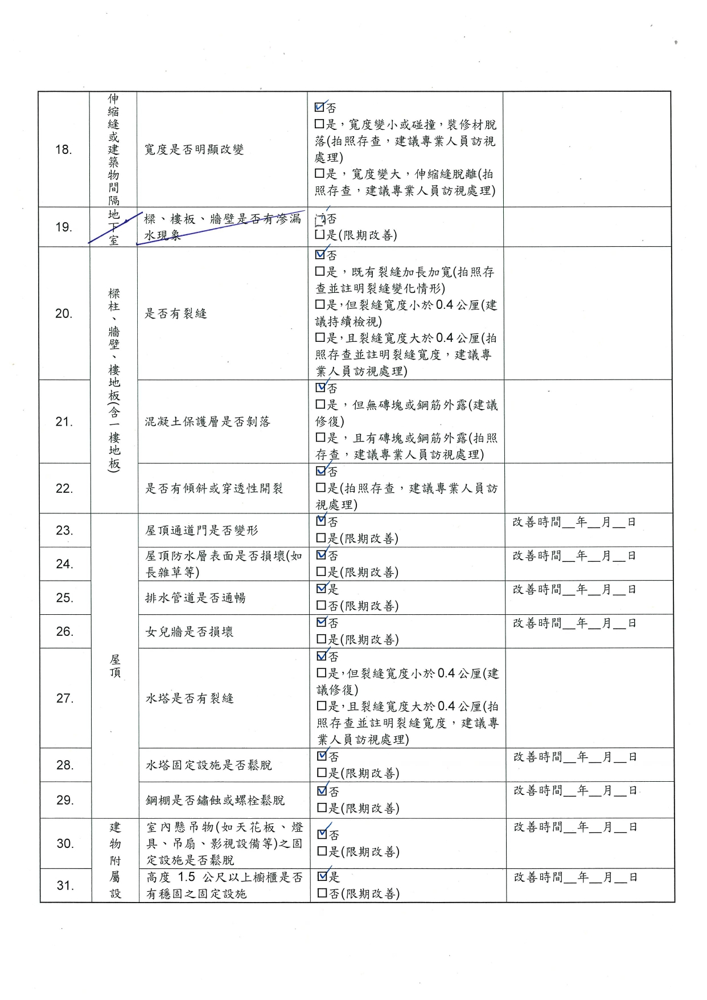 18.
伸縮縫或建築物間隔
寬度是否明顯改變
☑否
□是，寬度變小或碰撞，裝修材脫
落(拍照存查，建議專業人員訪視
處理)
□是，寬度變大，伸縮縫脫離(拍
照存查，建議專業人員訪視處理)
19.
地下室
樑、樓板、牆壁是否有滲漏
水現象
□否
□是(限期改善)
20.
樑柱、牆壁、樓地板(含一樓地板)
是否有裂縫
☑否
□是，既有裂縫加長加寬(拍照存
查並註明裂縫變化情形)
□是，但裂縫寬度小於0.4公厘(建
議持續檢視)
□是，且裂縫寬度大於0.4公厘(拍
照存查並註明裂縫寬度，建議專
業人員訪視處理)
21.
混凝土保護層是否剝落
☑否
□是，但無磚塊或鋼筋外露(建議
修復)
□是，且有磚塊或鋼筋外露(拍照
存查，建議專業人員訪視處理)
22.
是否有傾斜或穿透性開裂
☑否
□是(拍照存查，建議專業人員訪
視處理)
23.
屋頂
屋頂通道門是否變形
☑否
□是(限期改善)
改善時間__年__月__日
24.
屋頂防水層表面是否損壞(如
長雜草等)
☑否
□是(限期改善)
改善時間__年__月__日
25.
排水管道是否通暢
☑是
□否(限期改善)
改善時間__年__月__日
26.
女兒牆是否損壞
☑否
□是(限期改善)
改善時間__年__月__日
27.
水塔是否有裂縫
☑否
□是，但裂縫寬度小於0.4公厘(建
議修復)
□是，且裂縫寬度大於0.4公厘(拍
照存查並註明裂縫寬度，建議專
業人員訪視處理)
28.
水塔固定設施是否鬆脫
☑否
□是(限期改善)
改善時間__年__月__日
29.
鋼棚是否鏽蝕或螺栓鬆脫
☑否
□是(限期改善)
改善時間__年__月__日
30.
建物附屬設
室內懸吊物(如天花板、燈
具、吊扇、影視設備等)之固
定設施是否鬆脫
☑否
□是(限期改善)
改善時間__年__月__日
31.
高度 1.5 公尺以上櫥櫃是否
有穩固之固定設施
☑是
□否(限期改善)
改善時間__年__月__日